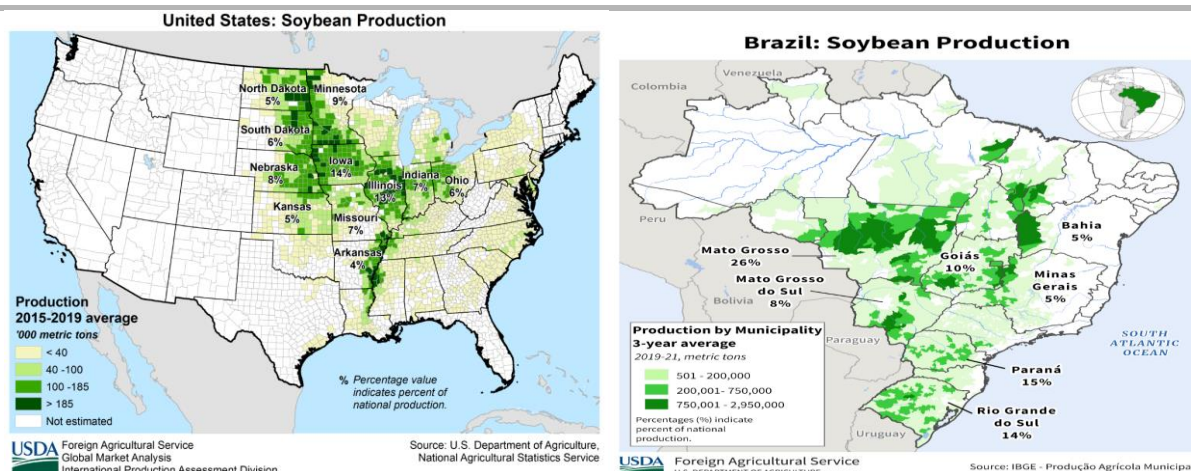 United States: Soybean Production
North Dakota
5%
Minnesota
9%
South Dakota
6%
Nebraska
8%
Iowa
14%
Illinois
13%
Indiana
7%
Ohio
6%
Kansas
5%
Missouri
7%
Arkansas
4%
Production
2015-2019 average
'000 metric tons
< 40
40 -100
100 -185
> 185
Not estimated
% Percentage value
indicates percent of
national production.
USDA Foreign Agricultural Service
Global Market Analysis
International Production Assessment Division
Source: U.S. Department of Agriculture,
National Agricultural Statistics Service
Brazil: Soybean Production
Venezuela
Colombia
Peru
Bahia
5%
Mato Grosso
26%
Goiás
10%
Mato Grosso
do Sul
8%
Minas
Gerais
5%
Bolivia
Production by Municipality
3-year average
2019-21, metric tons
501 - 200,000
200,001- 750,000
750,001 - 2,950,000
Percentages (%) indicate
percent of national
production.
Paraguay
SOUTH
ATLANTIC
OCEAN
Paraná
15%
Rio Grande
do Sul
14%
Uruguay
USDA Foreign Agricultural Service
U.S. DEPARTMENT OF AGRICULTURE
Source: IBGE - Produção Agrícola Municipa